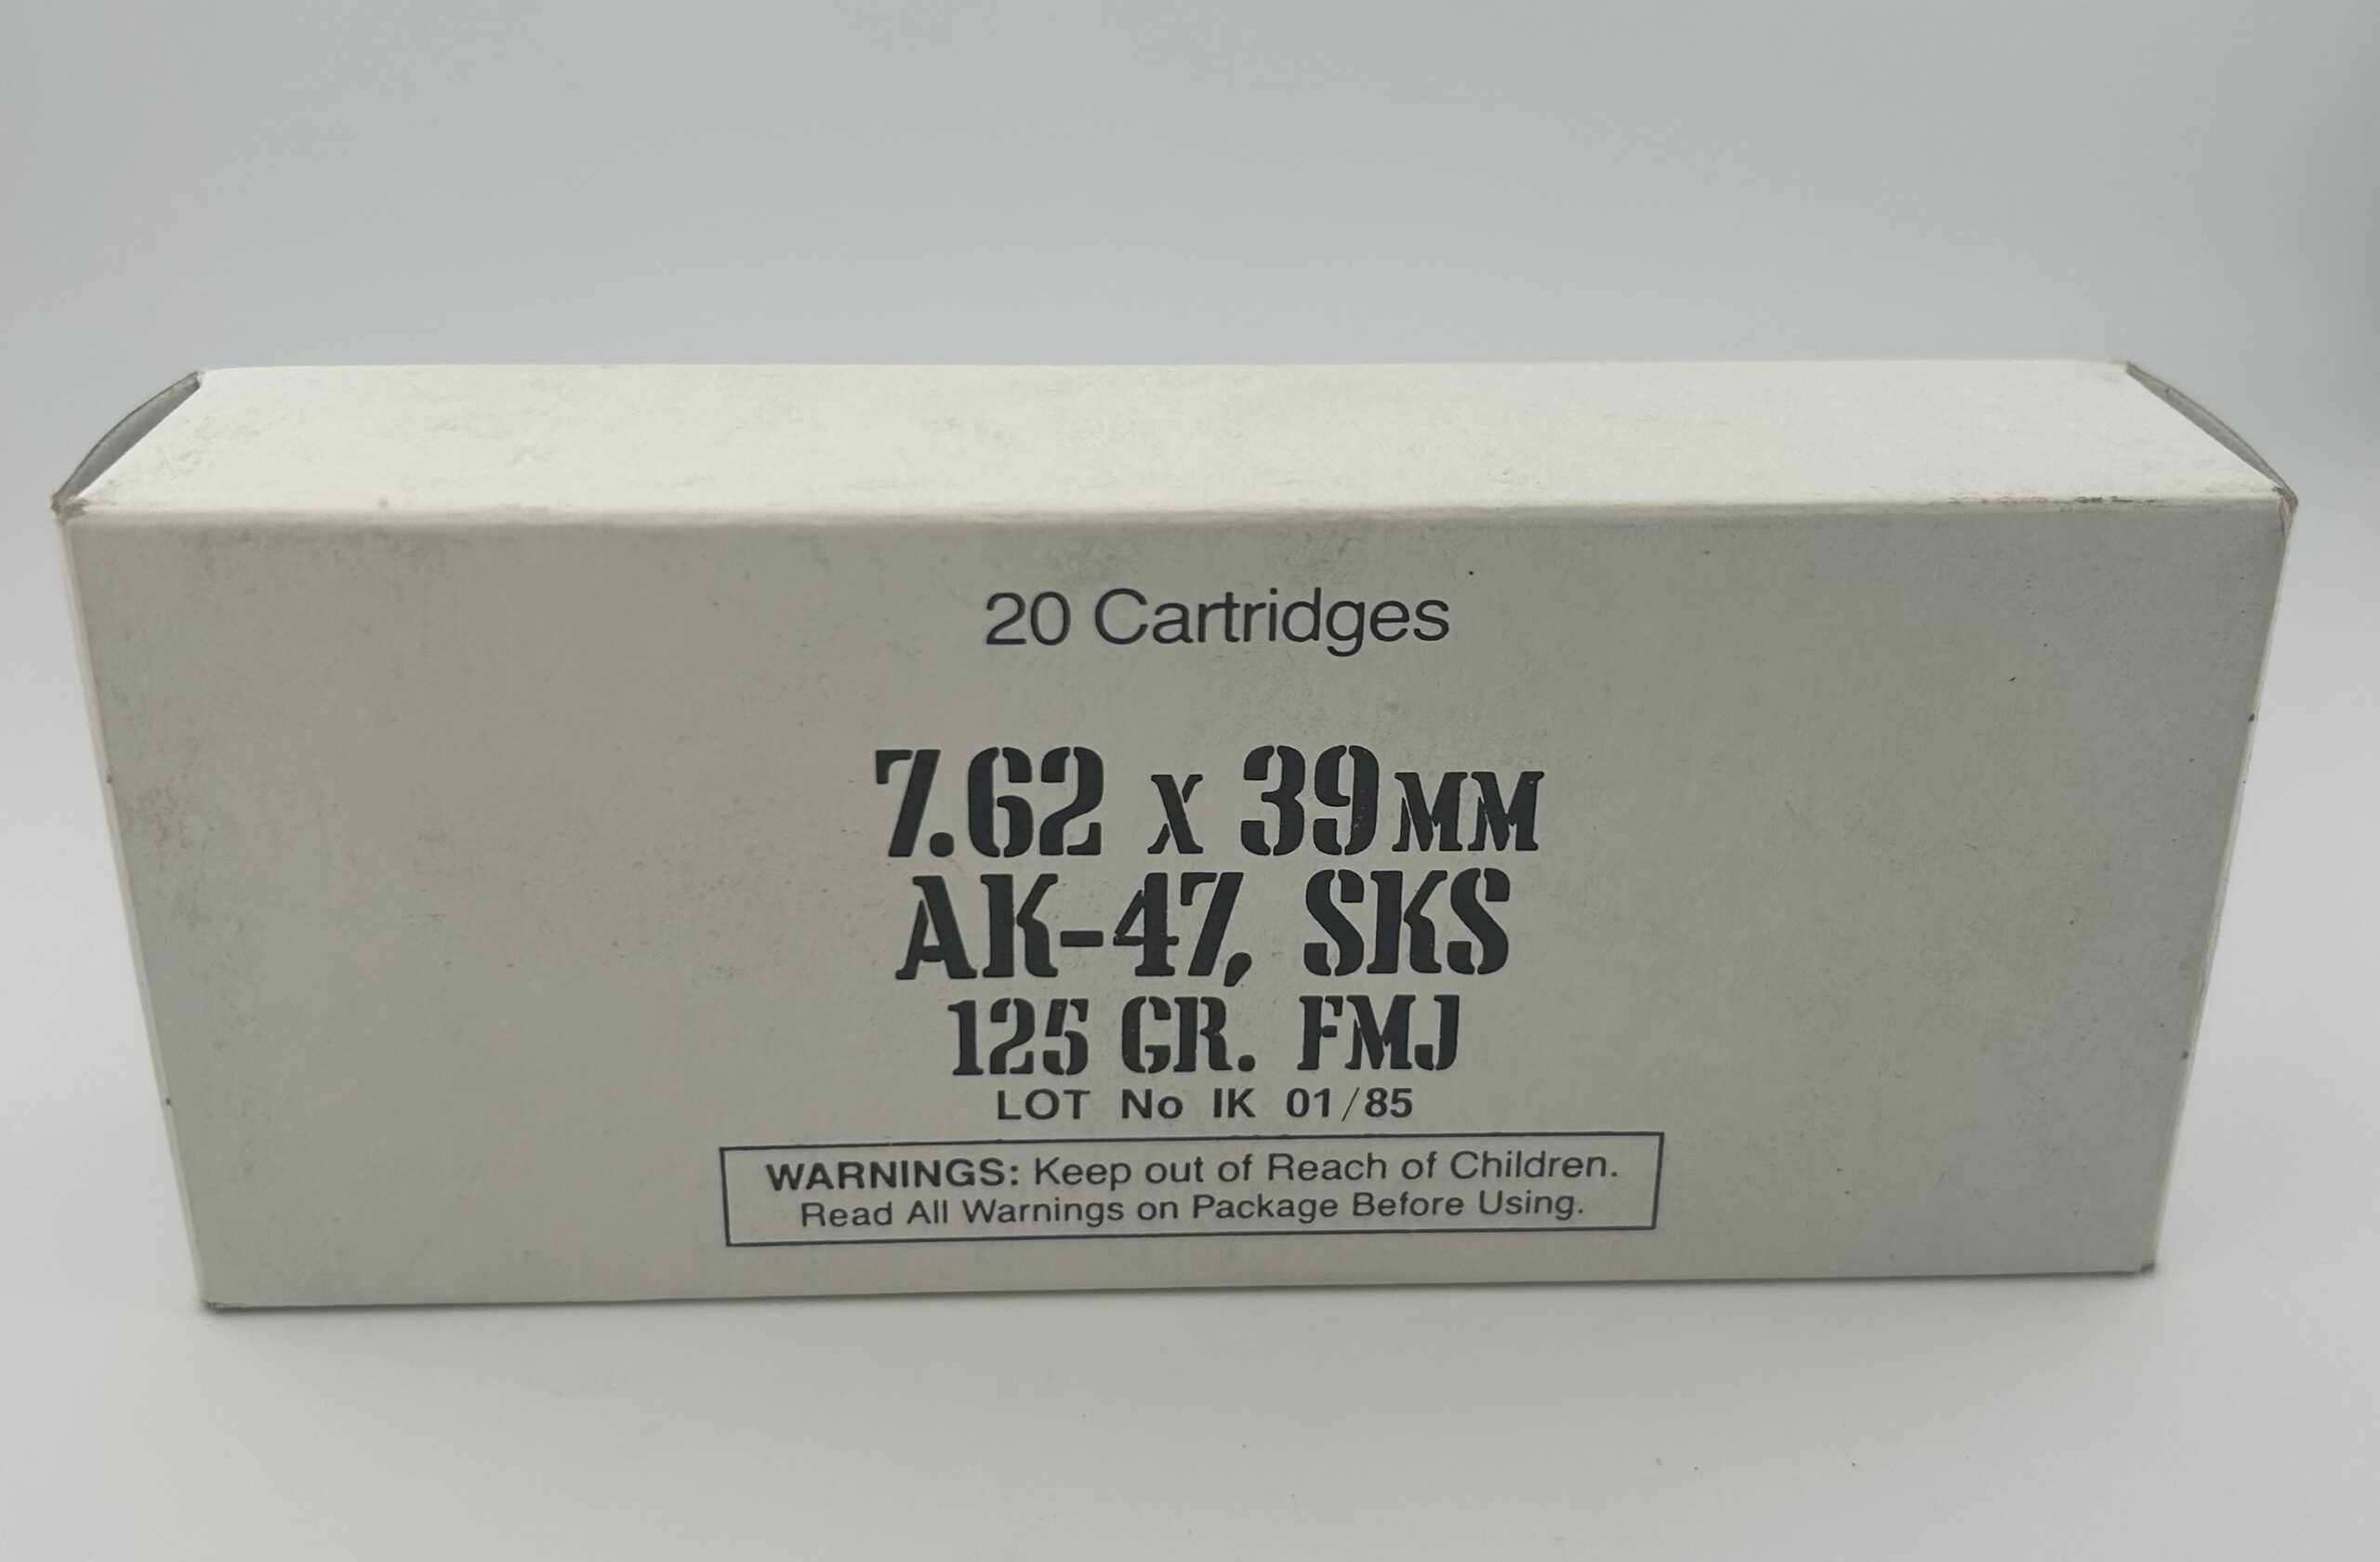 20 Cartridges
7.62 x 39MM
AK-47, SKS
125 GR. FMJ
LOT No IK 01/85
WARNINGS: Keep out of Reach of Children.
Read All Warnings on Package Before Using.